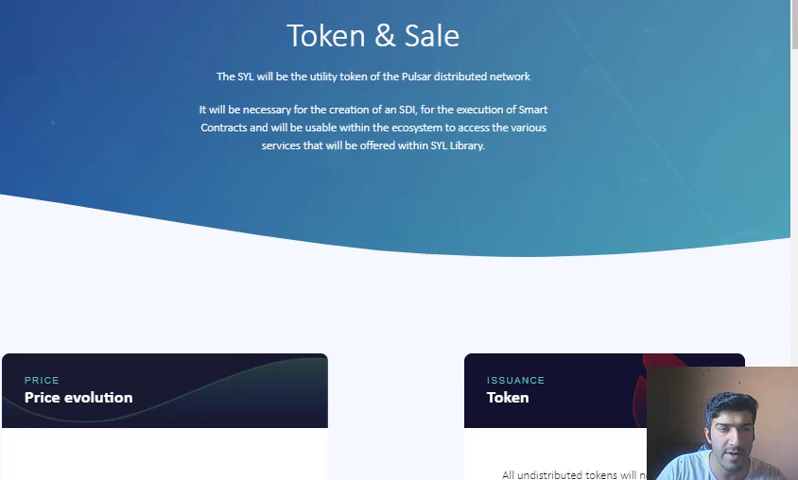 Token & Sale
The SYL will be the utility token of the Pulsar distributed network
It will be necessary for the creation of an SDI, for the execution of Smart
Contracts and will be usable within the ecosystem to access the various
services that will be offered within SYL Library.
PRICE
Price evolution
ISSUANCE
Token
All undistributed tokens will